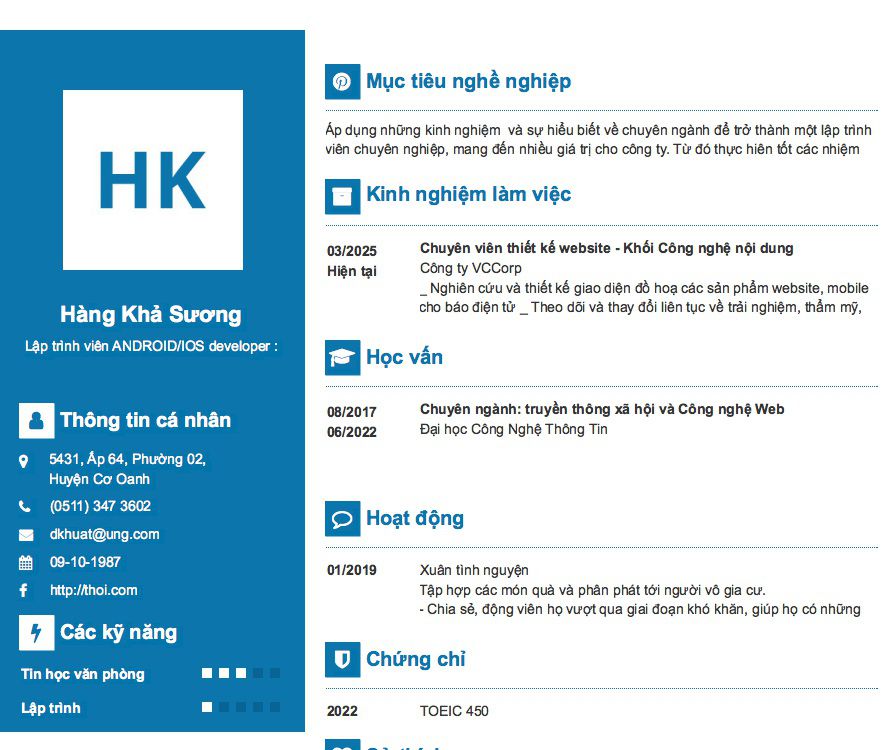 HK
Hàng Khả Sương
Lập trình viên ANDROID/IOS developer :
Thông tin cá nhân
5431, Ấp 64, Phường 02,
Huyện Cơ Oanh
(0511) 347 3602
dkhuat@ung.com
09-10-1987
http://thoi.com
Các kỹ năng
Tin học văn phòng
Lập trình
Mục tiêu nghề nghiệp
Áp dụng những kinh nghiệm và sự hiểu biết về chuyên ngành để trở thành một lập trình
viên chuyên nghiệp, mang đến nhiều giá trị cho công ty. Từ đó thực hiên tốt các nhiệm
Kinh nghiệm làm việc
03/2025
Hiện tại
Chuyên viên thiết kế website - Khối Công nghệ nội dung
Công ty VCCorp
_ Nghiên cứu và thiết kế giao diện đồ hoạ các sản phẩm website, mobile
cho báo điện tử _ Theo dõi và thay đổi liên tục về trải nghiệm, thẩm mỹ,
Học vấn
08/2017
06/2022
Chuyên ngành: truyền thông xã hội và Công nghệ Web
Đại học Công Nghệ Thông Tin
Hoạt động
01/2019
Xuân tình nguyện
Tập hợp các món quà và phân phát tới người vô gia cư.
- Chia sẻ, động viên họ vượt qua giai đoạn khó khăn, giúp họ có những
Chứng chỉ
2022
TOEIC 450